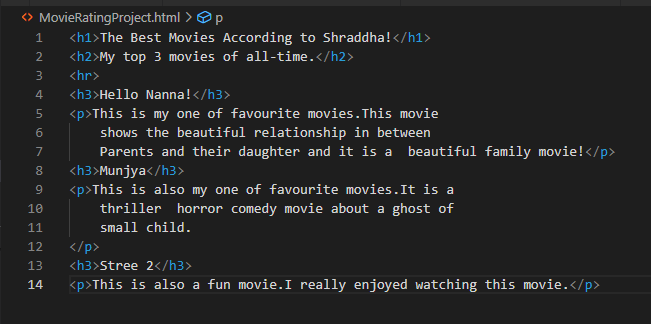 MovieRatingProject.html > p
1 <h1>The Best Movies According to Shraddha!</h1>
2 <h2>My top 3 movies of all-time.</h2>
3 <hr>
4 <h3>Hello Nanna!</h3>
5 <p>This is my one of favourite movies.This movie
6     shows the beautiful relationship in between
7     Parents and their daughter and it is a  beautiful family movie!</p>
8 <h3>Munjya</h3>
9 <p>This is also my one of favourite movies.It is a
10     thriller  horror comedy movie about a ghost of
11     small child.
12 </p>
13 <h3>Stree 2</h3>
14 <p>This is also a fun movie.I really enjoyed watching this movie.</p>